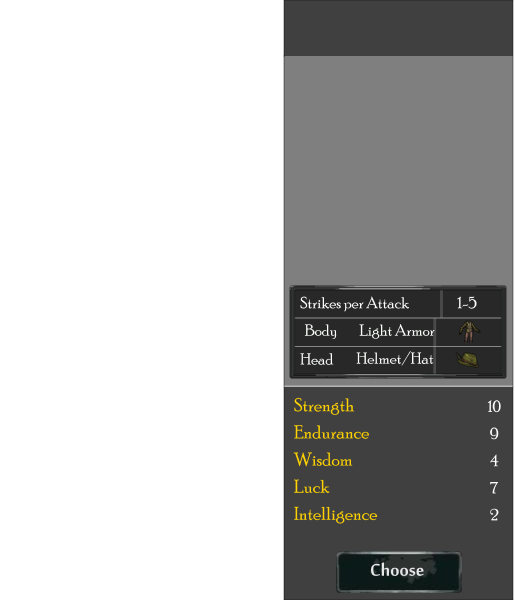 Strikes per Attack 1-5
Body Light Armor
Head Helmet/Hat
Strength 10
Endurance 9
Wisdom 4
Luck 7
Intelligence 2
Choose